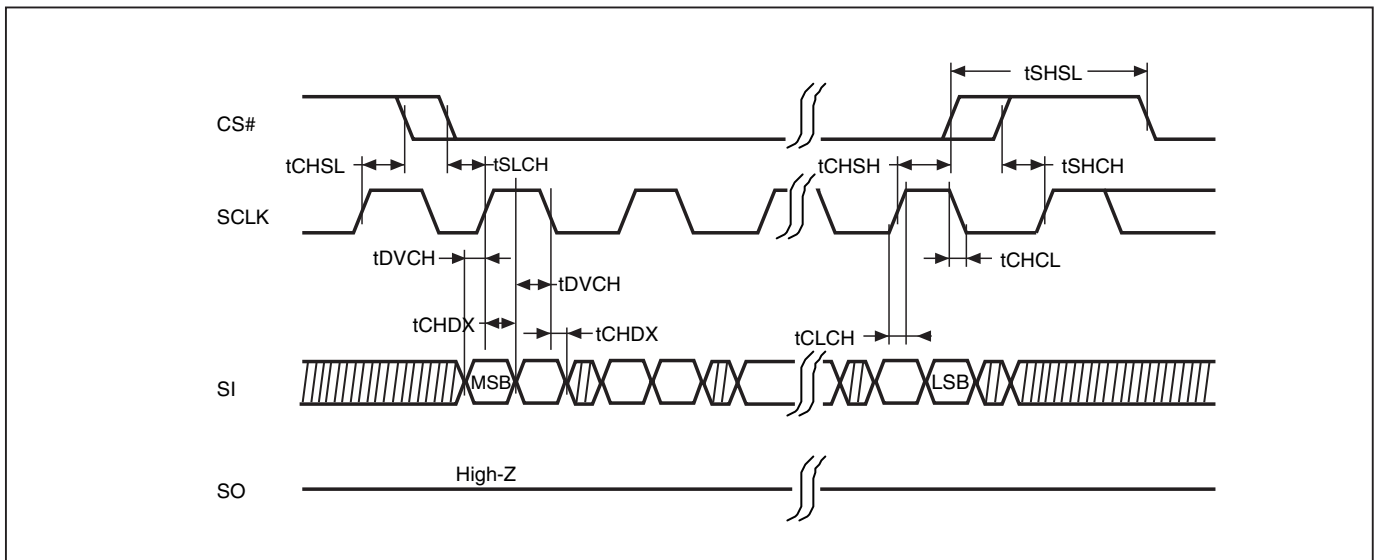 tSHSL
CS#
tCHSL
tSLCH
tCHSH
tSHCH
SCLK
tDVCH
tCHCL
tDVCH
tCHDX
tCHDX
tCLCH
SI
MSB
LSB
High-Z
SO